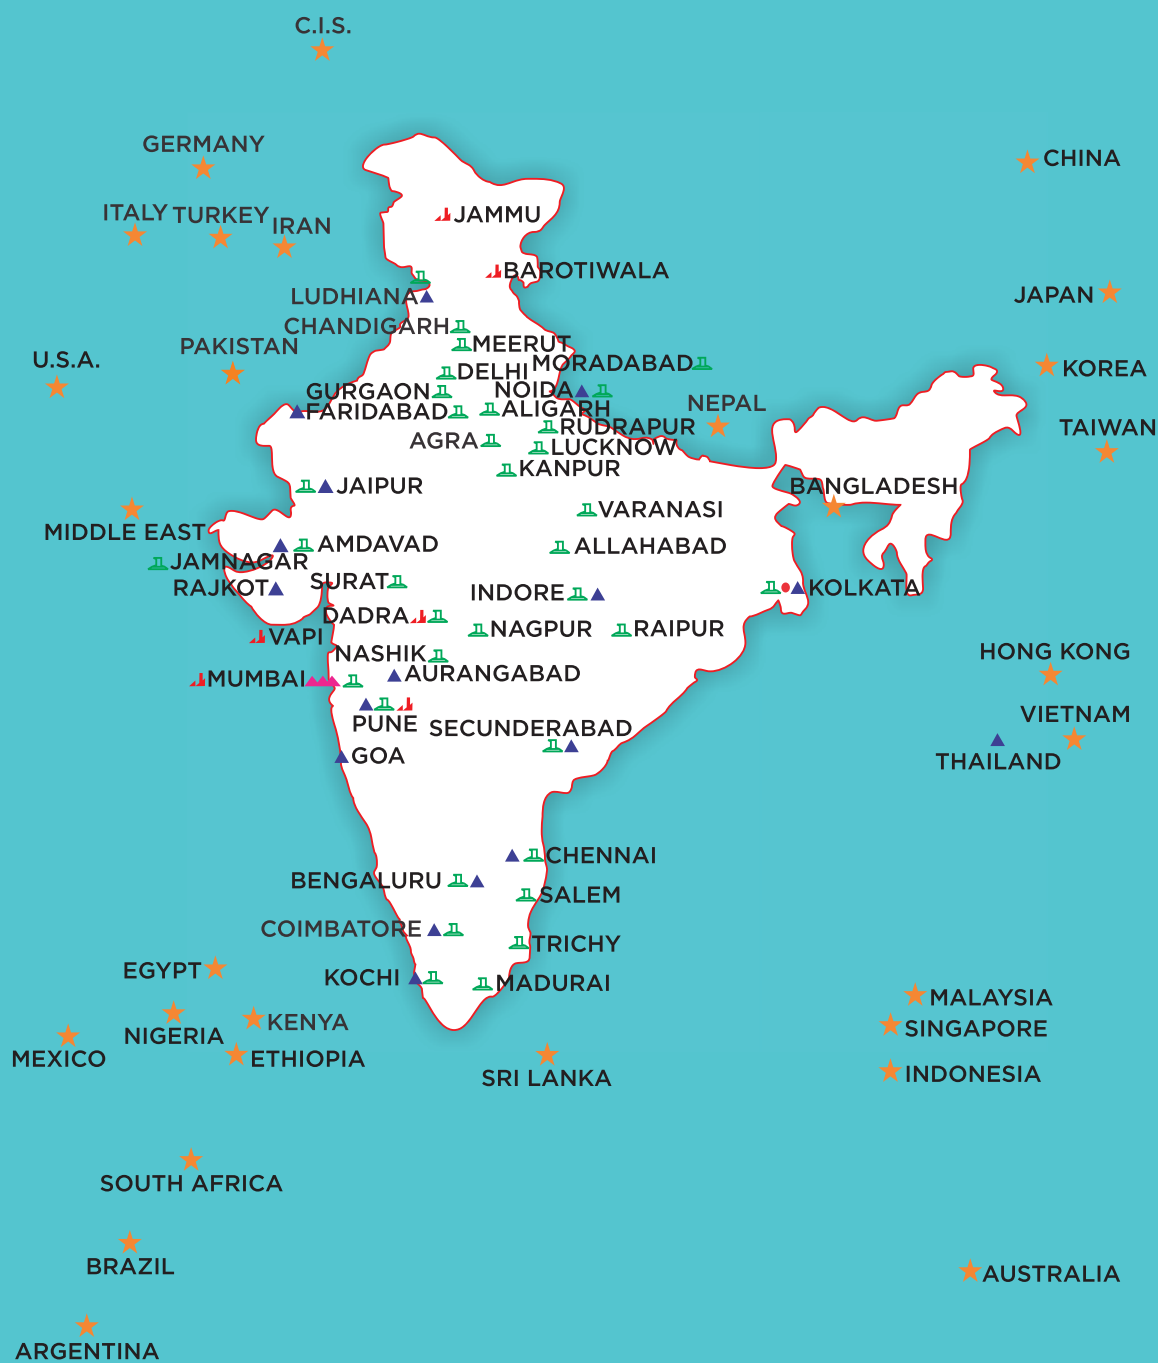 C.I.S.
GERMANY
CHINA
ITALY
TURKEY
IRAN
JAMMU
BAROTIWALA
LUDHIANA
JAPAN
CHANDIGARH
PAKISTAN
MEERUT
U.S.A.
MORADABAD
KOREA
DELHI
GURGAON
NOIDA
NEPAL
FARIDABAD
ALIGARH
RUDRAPUR
TAIWAN
AGRA
LUCKNOW
KANPUR
JAIPUR
BANGLADESH
VARANASI
MIDDLE EAST
AMDAVAD
ALLAHABAD
JAMNAGAR
SURAT
RAJKOT
INDORE
KOLKATA
DADRA
NAGPUR
RAIPUR
VAPI
NASHIK
HONG KONG
AURANGABAD
MUMBAI
VIETNAM
PUNE
SECUNDERABAD
GOA
THAILAND
CHENNAI
BENGALURU
SALEM
COIMBATORE
TRICHY
EGYPT
KOCHI
MADURAI
MALAYSIA
KENYA
SINGAPORE
NIGERIA
MEXICO
ETHIOPIA
SRI LANKA
INDONESIA
SOUTH AFRICA
BRAZIL
AUSTRALIA
ARGENTINA